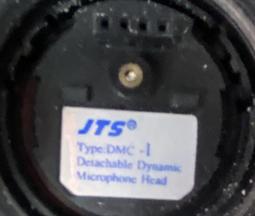 JTS®
Type:DMC -1
Detachable Dynamic
Microphone Head